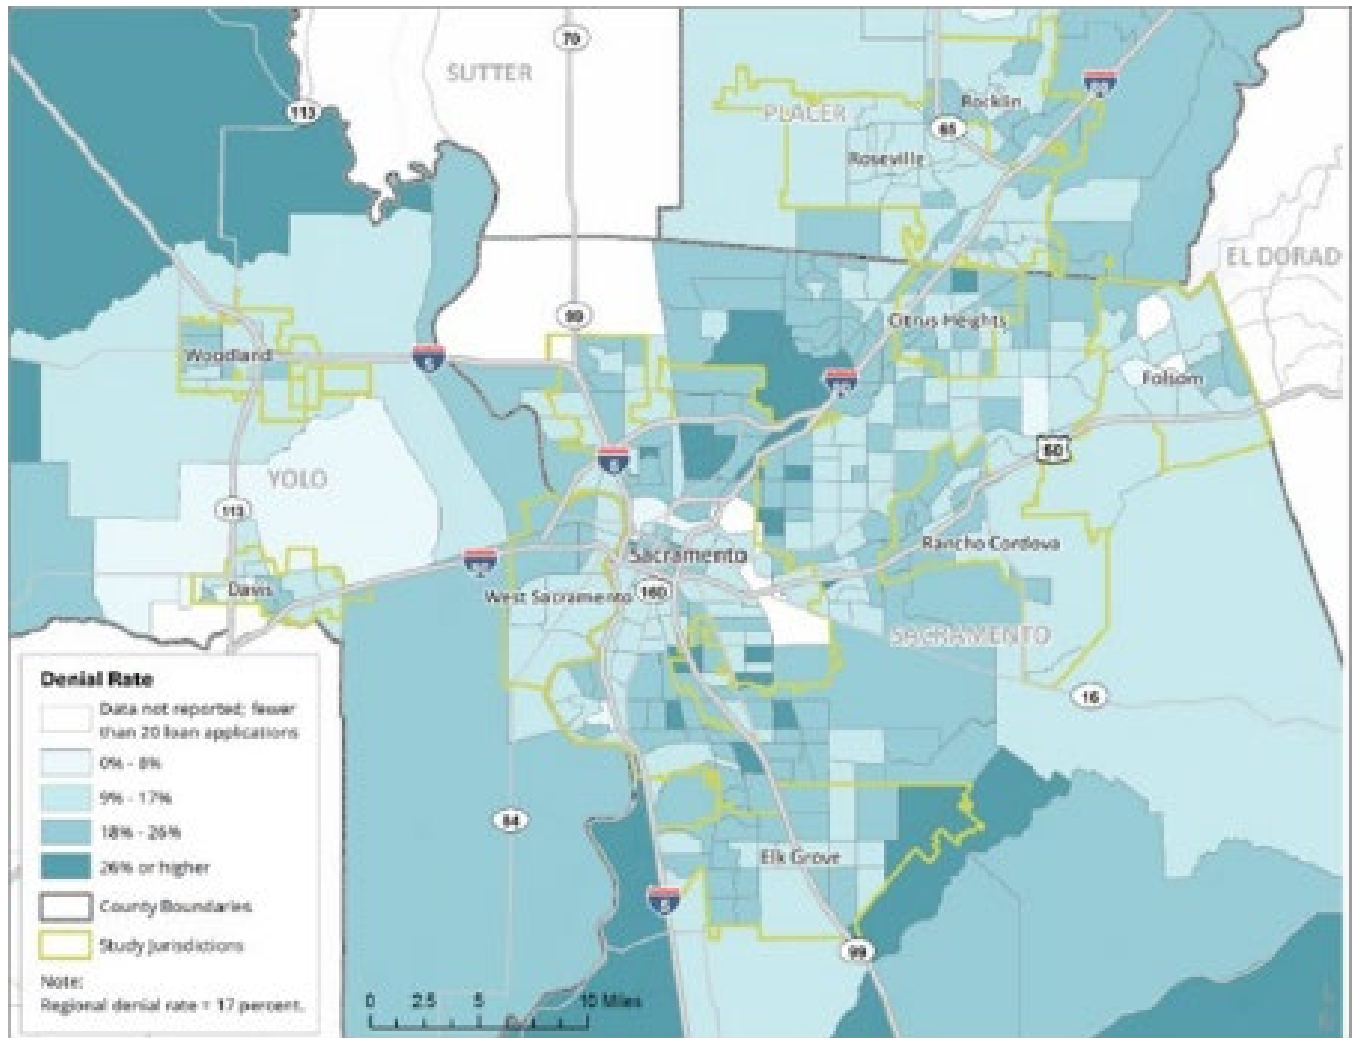 70
SUTTER
113
PLACER
Rocklin
65
80
Roseville
EL DORAD
99
Citrus Heights
Woodland
5
80
Folsom
50
5
YOLO
113
Rancho Cordova
Sacramento
80
Davis
West Sacramento
160
SACRAMENTO
16
84
Elk Grove
5
99
Denial Rate
Data not reported; fewer
than 20 loan applications
0% - 8%
9% - 17%
18% - 26%
26% or higher
County Boundaries
Study Jurisdictions
Note:
Regional denial rate = 17 percent.
0 2.5 5 10 Miles